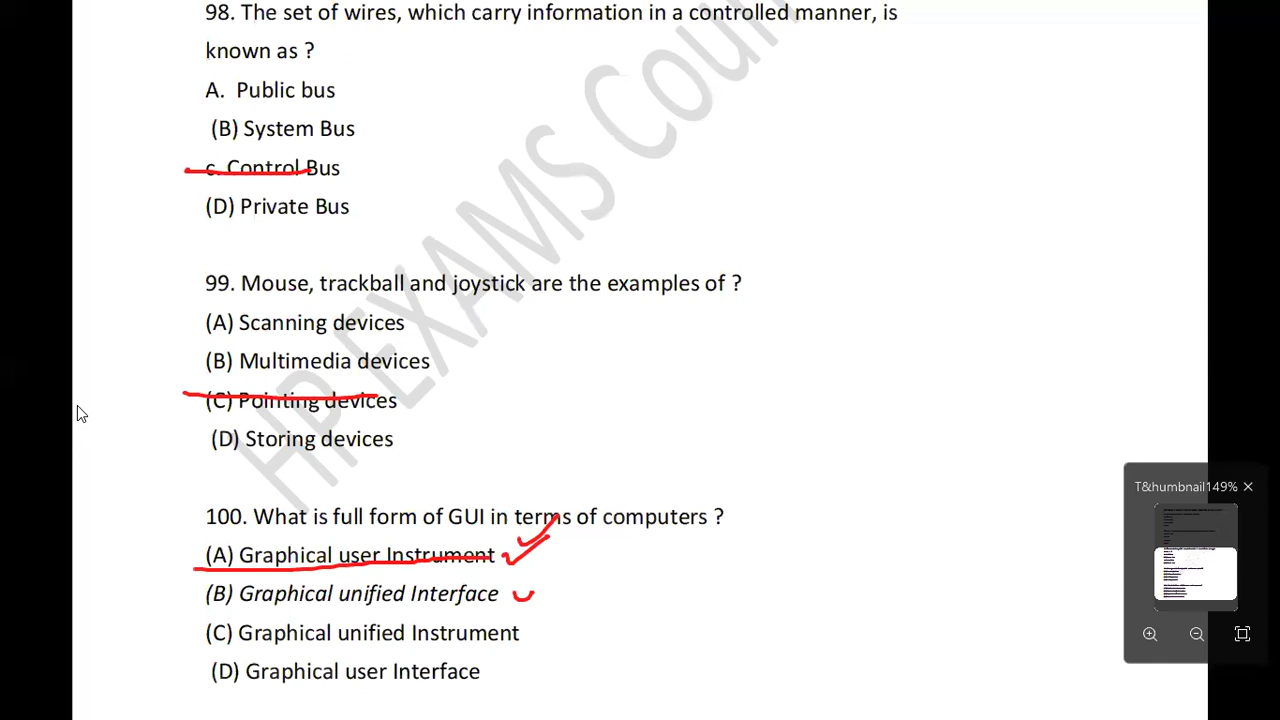 98. The set of wires, which carry information in a controlled manner, is
known as ?
A. Public bus
(B) System Bus
c. Control Bus
(D) Private Bus
99. Mouse, trackball and joystick are the examples of ?
(A) Scanning devices
(B) Multimedia devices
(C) Pointing devices
(D) Storing devices
100. What is full form of GUI in terms of computers ?
(A) Graphical user Instrument
(B) Graphical unified Interface
(C) Graphical unified Instrument
(D) Graphical user Interface
HP EXAMS Coun
T&humbnail149%